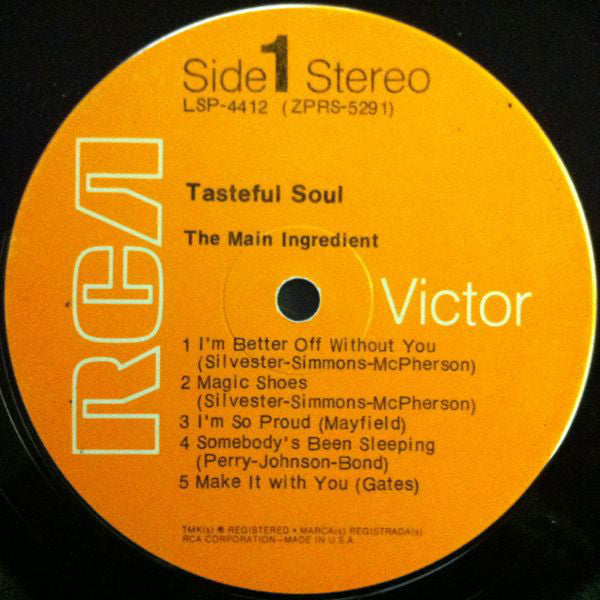 Side 1 Stereo
LSP-4412 (ZPRS-5291)
RCA
Tasteful Soul
The Main Ingredient
Victor
1 I'm Better Off Without You
(Silvester-Simmons-McPherson)
2 Magic Shoes
(Silvester-Simmons-McPherson)
3 I'm So Proud (Mayfield)
4 Somebody's Been Sleeping
(Perry-Johnson-Bond)
5 Make It with You (Gates)
TMK(s) ® REGISTERED • MARCA(s) REGISTRADA(s)
RCA CORPORATION—MADE IN U.S.A.